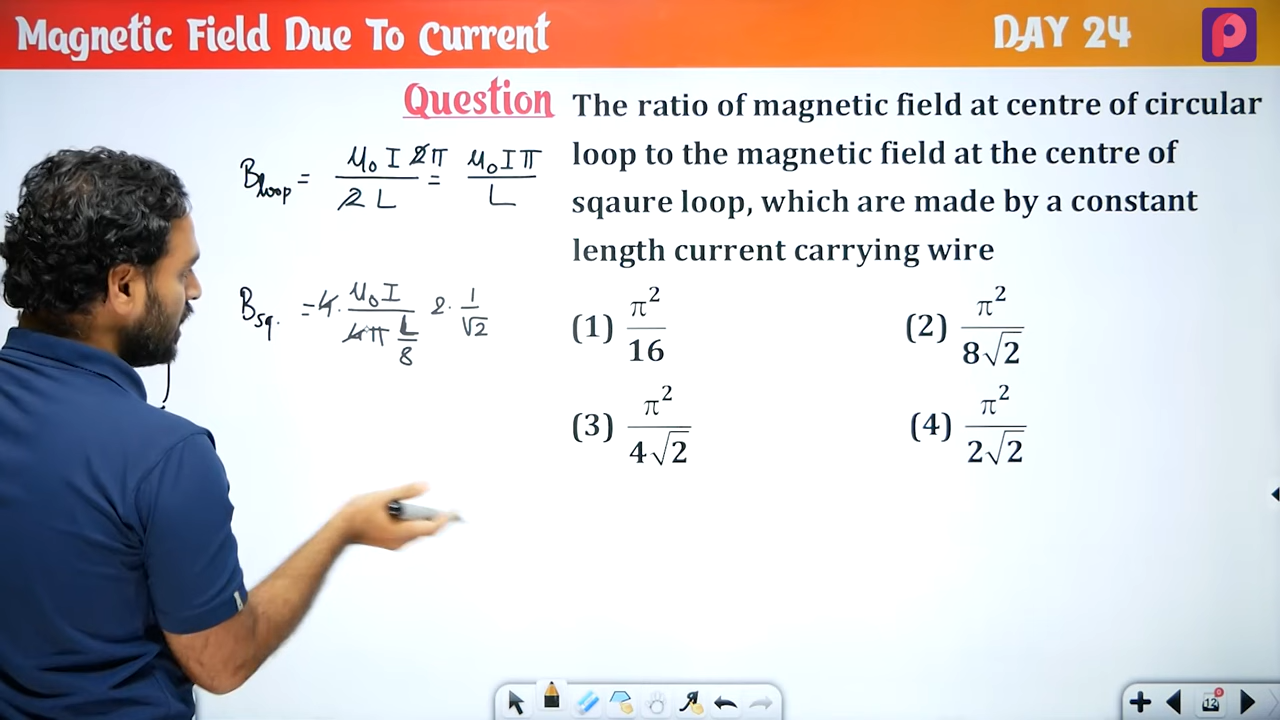 Magnetic Field Due To Current
DAY 24
Question
The ratio of magnetic field at centre of circular
loop to the magnetic field at the centre of
sqaure loop, which are made by a constant
length current carrying wire
(1) π²/16
(2) π²/8√2
(3) π²/4√2
(4) π²/2√2
B_loop = μ₀I2π/2L = μ₀Iπ/L
B_sq. = 4·μ₀I/(4π L/8) 2·1/√2
12